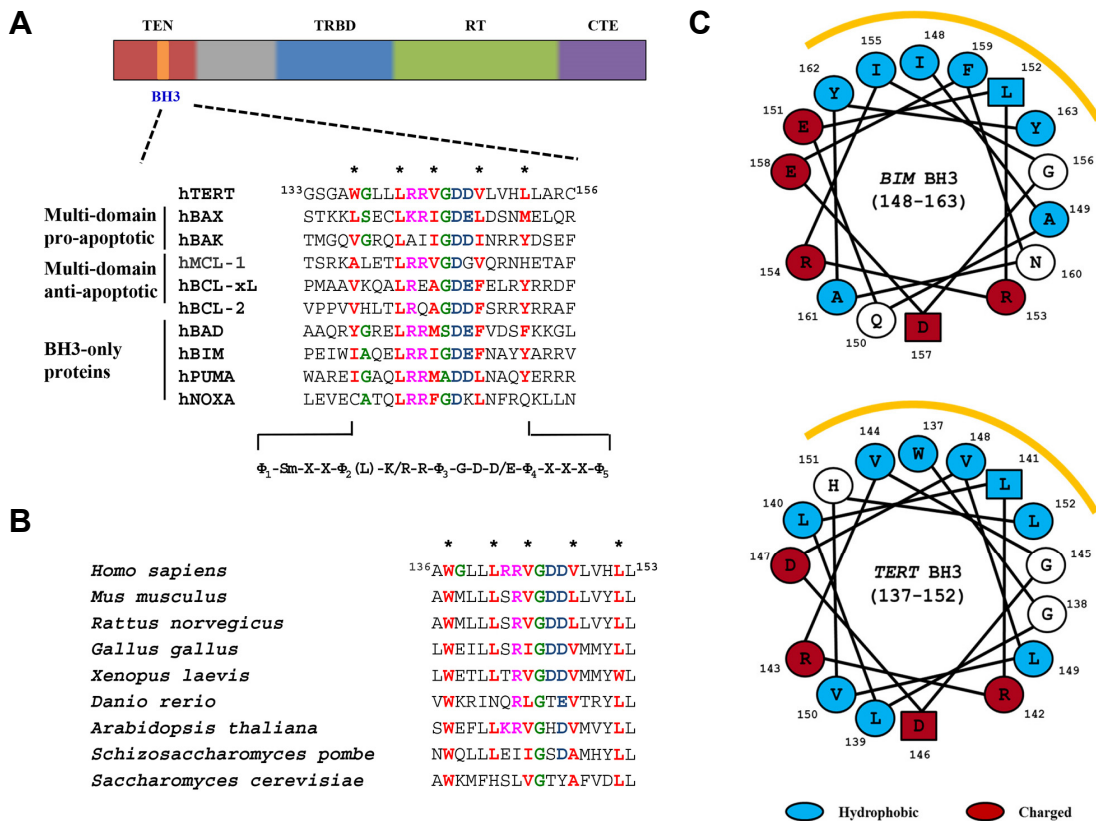 A
TEN TRBD RT CTE
BH3
* * * * *
hTERT 133GSGAWGLLLRRVGDDVLVHLLARC156
Multi-domain pro-apoptotic
hBAX STKKLSECLKRIGDELDSNMELQR
hBAK TMGQVGRQLAIIGDDINRRYDSEF
Multi-domain anti-apoptotic
hMCL-1 TSRKALETLRRVGDGVQRNHETAF
hBCL-xL PMAAVKQALREAGDEFELRYRRDF
hBCL-2 VPPVVHLTLRQAGDDFSRRYRRAF
BH3-only proteins
hBAD AAQRYGRELRRMSDEFVDSFKKGL
hBIM PEIWIAQELRRIGDEFNAYYARRV
hPUMA WAREIGAQLRRMADDLNAQYERRR
hNOXA LEVECATQLRRFGDKLNFRQKLLN
Φ1-Sm-X-X-Φ2(L)-K/R-R-Φ3-G-D-D/E-Φ4-X-X-X-Φ5
B
* * * * *
Homo sapiens 136AWGLLLRRVGDDVLVHLL153
Mus musculus AWMLLLSRVGDDLLVYLL
Rattus norvegicus AWMLLLSRVGDDLLVYLL
Gallus gallus LWEILLSRIGDDVMMYLL
Xenopus laevis LWETLLTRVGDDVMMYWL
Danio rerio VWKRINQRLGTEVTRYLL
Arabidopsis thaliana SWEFLLKRVGHDVMVYLL
Schizosaccharomyces pombe NWQLLLEIIGSDAMHYLL
Saccharomyces cerevisiae AWKMFHSLVGTYAFVDLL
C
155 148 159
162 I I F 152
Y L
151 E Y 163
158 E G 156
BIM BH3
(148-163)
A 149
154 R N 160
A R
161 Q D 153
150 157
144 137 148
151 V W V 141
H L
140 L L 152
147 D G 145
TERT BH3
(137-152)
G 138
143 R L 149
V R
150 L D 142
139 146
Hydrophobic Charged